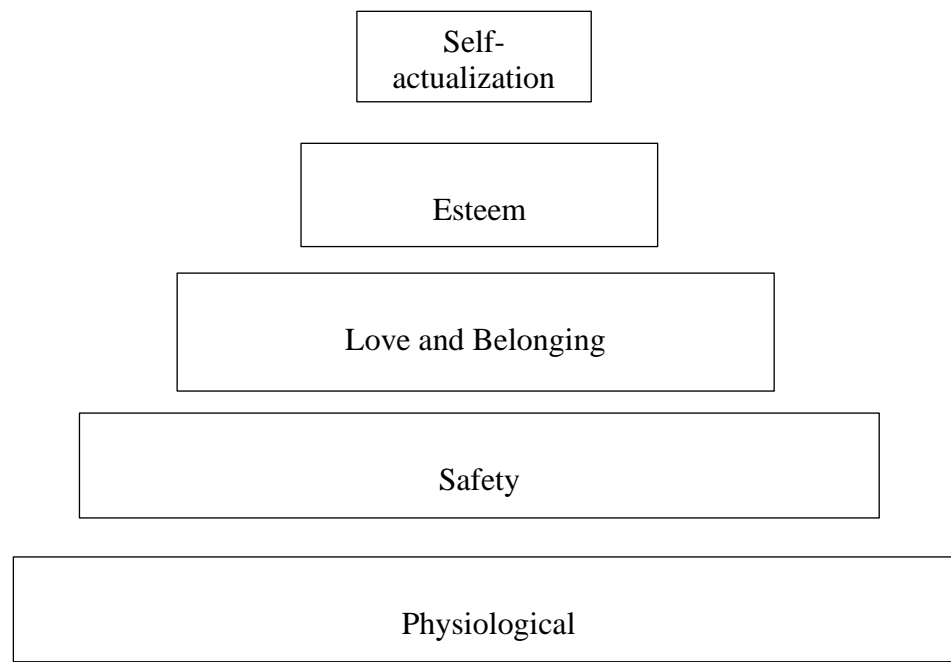 Self-
actualization
Esteem
Love and Belonging
Safety
Physiological